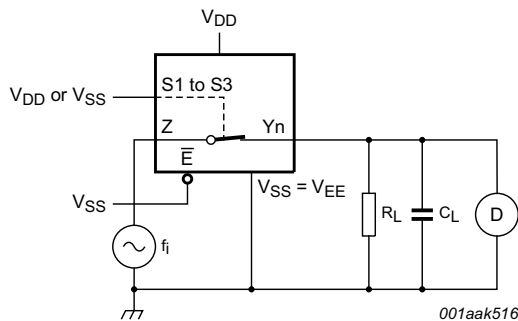 VDD
S1 to S3
VDD or VSS
Z
Yn
E
VSS = VEE
VSS
RL
CL
D
fi
001aak516